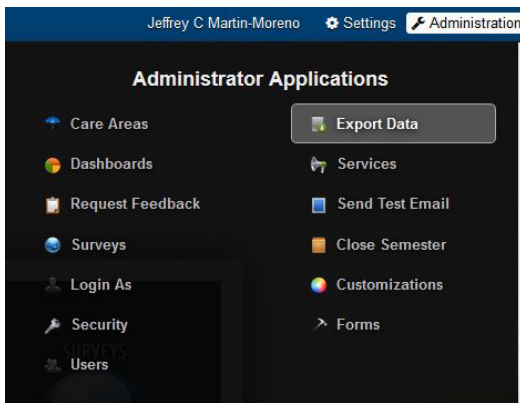 Jeffrey C Martin-Moreno Settings Administration
Administrator Applications
Care Areas Export Data
Dashboards Services
Request Feedback Send Test Email
Surveys Close Semester
Login As Customizations
Security Forms
SURVEYS
Users